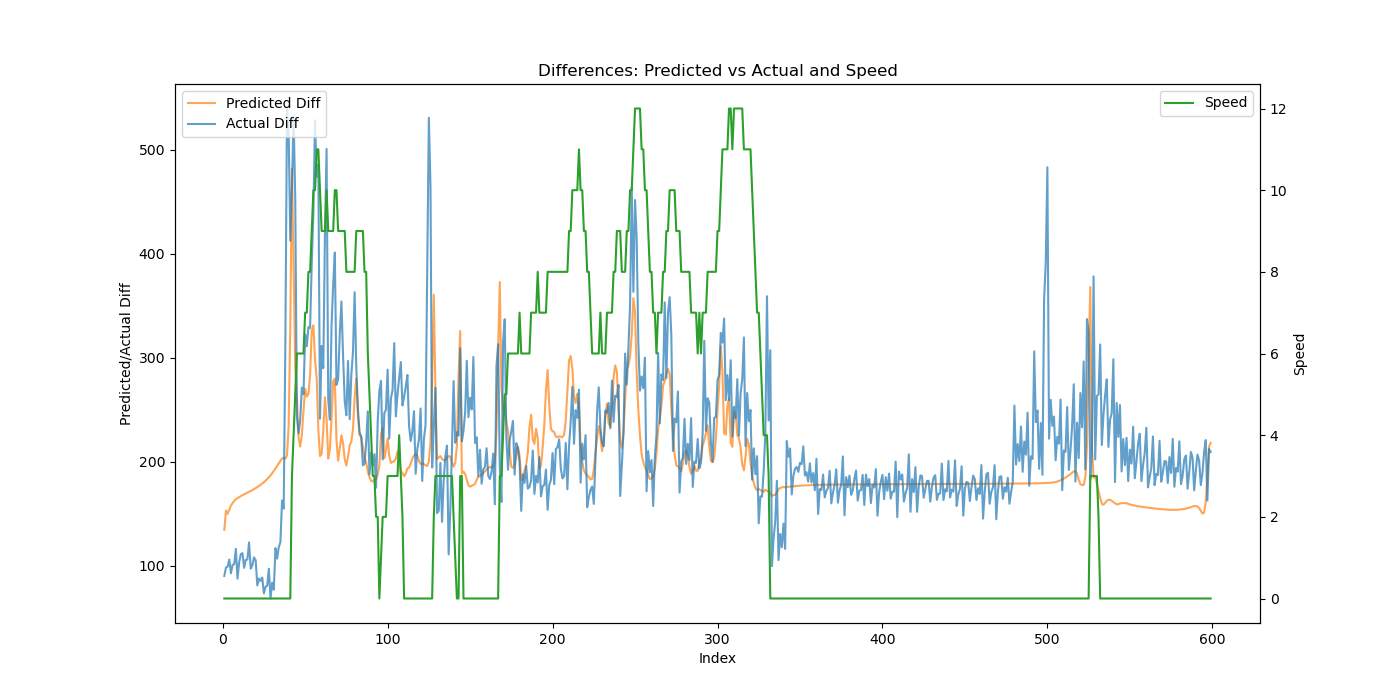 Differences: Predicted vs Actual and Speed
Predicted Diff
Actual Diff
Speed
500
400
300
200
100
12
10
8
6
4
2
0
Predicted/Actual Diff
Speed
0 100 200 300 400 500 600
Index